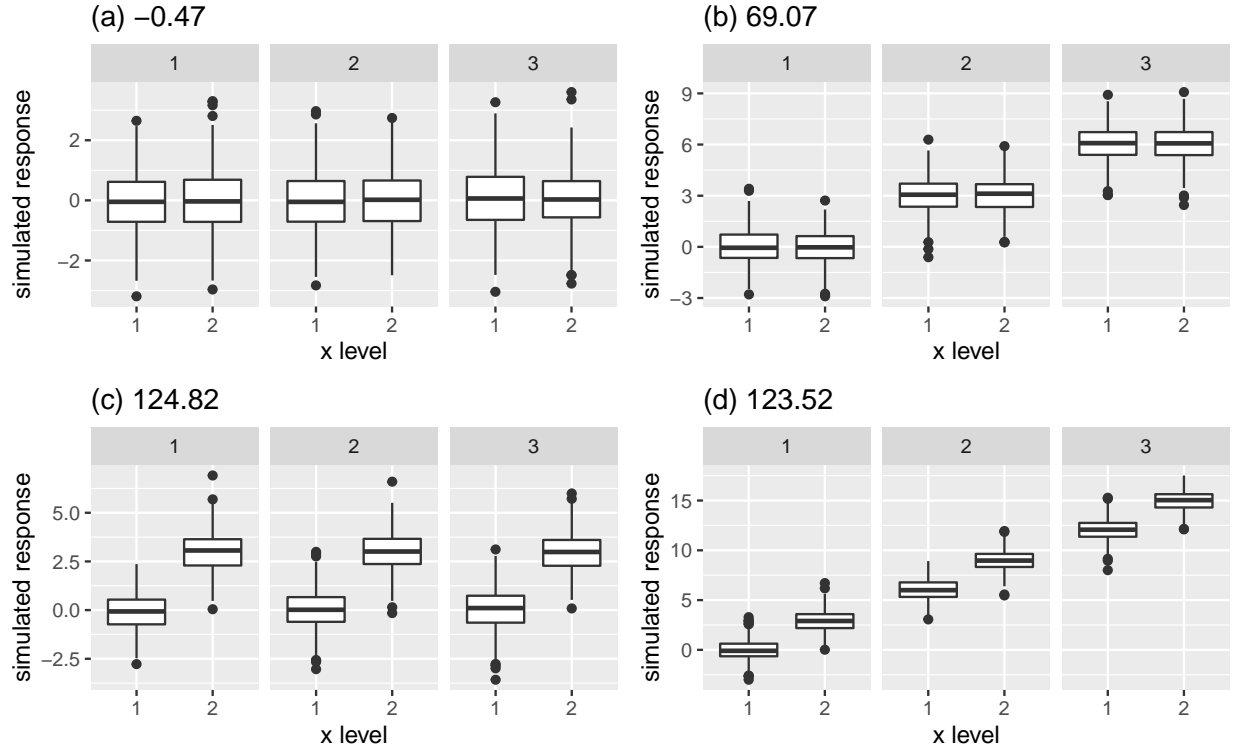 (a) −0.47
1 2 3
simulated response
2
0
−2
1 2 1 2 1 2
x level
(b) 69.07
1 2 3
simulated response
9
6
3
0
−3
1 2 1 2 1 2
x level
(c) 124.82
1 2 3
simulated response
5.0
2.5
0.0
−2.5
1 2 1 2 1 2
x level
(d) 123.52
1 2 3
simulated response
15
10
5
0
1 2 1 2 1 2
x level